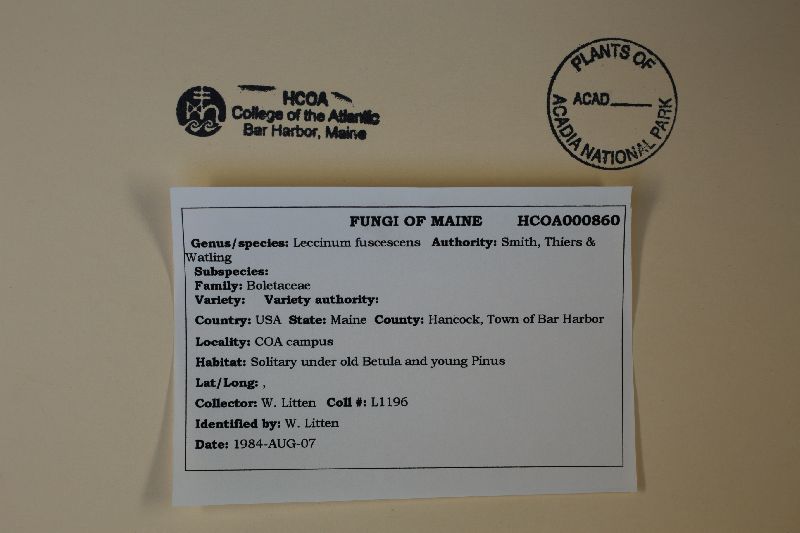 HCOA
College of the Atlantic
Bar Harbor, Maine
PLANTS OF
ACAD____
ACADIA NATIONAL PARK
FUNGI OF MAINE HCOA000860
Genus/species: Leccinum fuscescens Authority: Smith, Thiers &
Watling
Subspecies:
Family: Boletaceae
Variety: Variety authority:
Country: USA State: Maine County: Hancock, Town of Bar Harbor
Locality: COA campus
Habitat: Solitary under old Betula and young Pinus
Lat/Long: ,
Collector: W. Litten Coll #: L1196
Identified by: W. Litten
Date: 1984-AUG-07